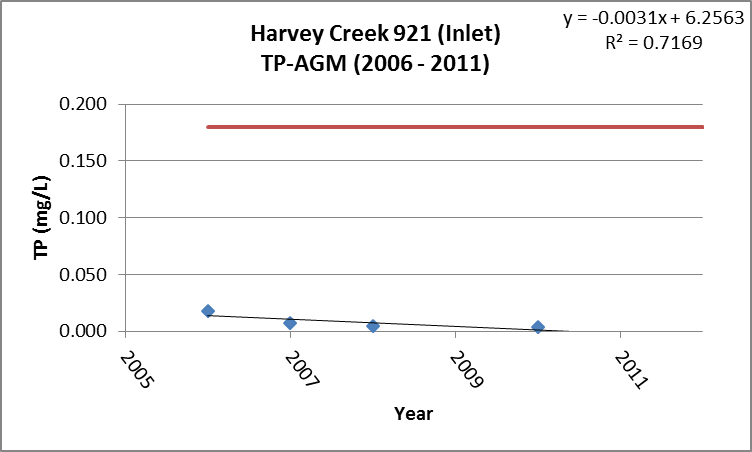 Harvey Creek 921 (Inlet)
TP-AGM (2006 - 2011)
y = -0.0031x + 6.2563
R² = 0.7169
0.200
0.150
0.100
0.050
0.000
TP (mg/L)
2005
2007
2009
2011
Year